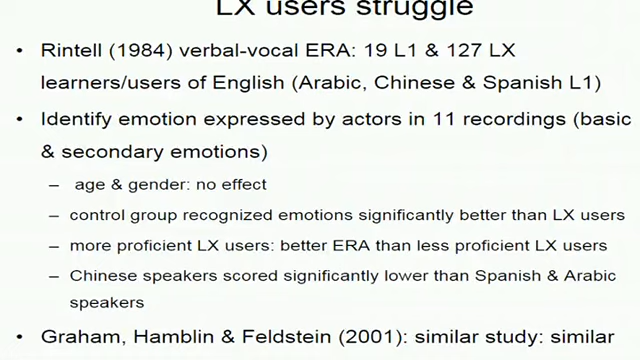 LX users struggle
• Rintell (1984) verbal-vocal ERA: 19 L1 & 127 LX
learners/users of English (Arabic, Chinese & Spanish L1)
• Identify emotion expressed by actors in 11 recordings (basic
& secondary emotions)
– age & gender: no effect
– control group recognized emotions significantly better than LX users
– more proficient LX users: better ERA than less proficient LX users
– Chinese speakers scored significantly lower than Spanish & Arabic
speakers
• Graham, Hamblin & Feldstein (2001): similar study: similar